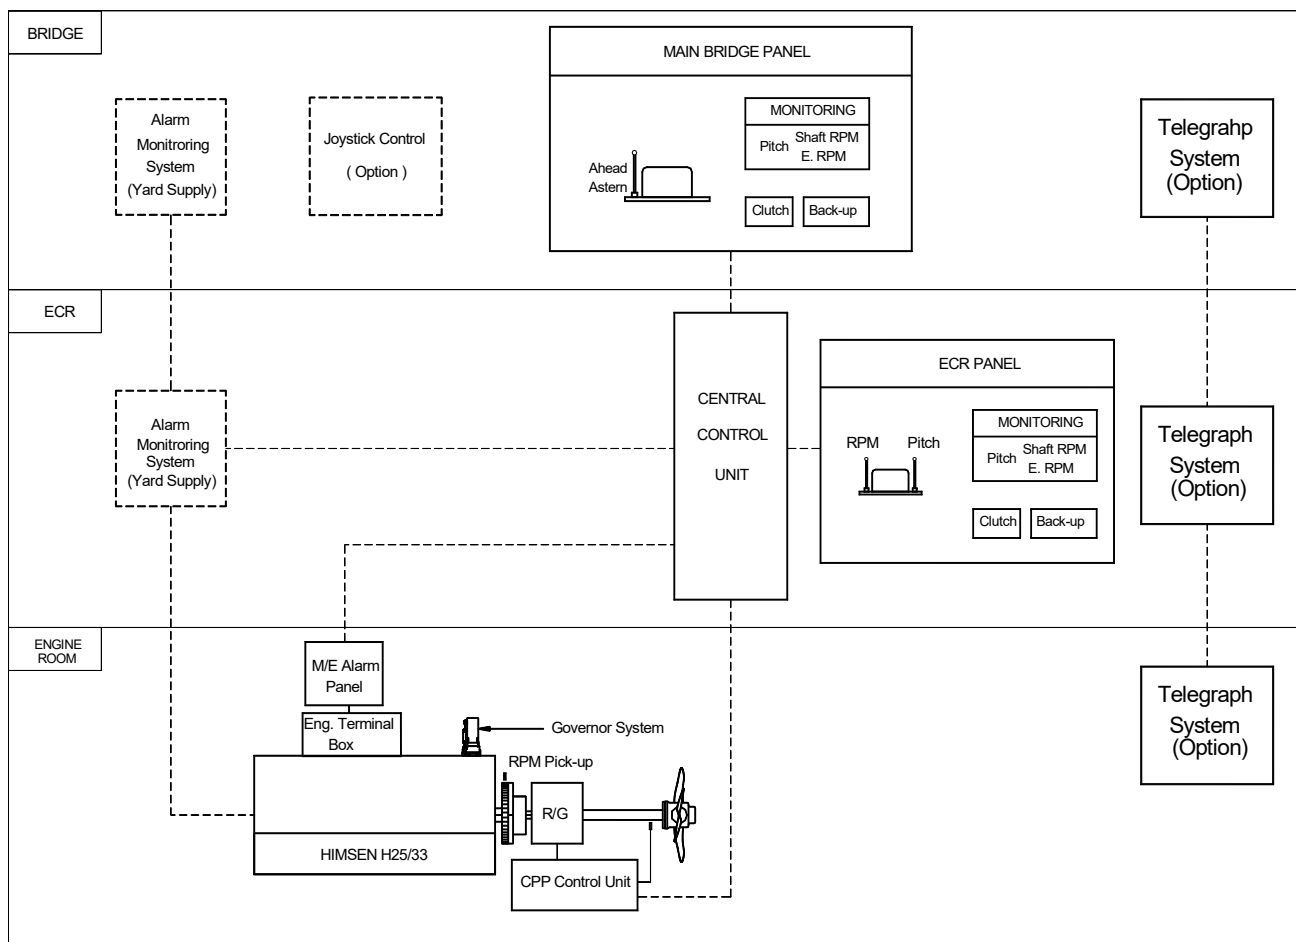 BRIDGE
Alarm
Monitroring
System
(Yard Supply)
Joystick Control
( Option )
MAIN BRIDGE PANEL
Ahead
Astern
MONITORING
Pitch
Shaft RPM
E. RPM
Clutch
Back-up
Telegrahp
System
(Option)
ECR
Alarm
Monitroring
System
(Yard Supply)
CENTRAL
CONTROL
UNIT
ECR PANEL
RPM
Pitch
MONITORING
Pitch
Shaft RPM
E. RPM
Clutch
Back-up
Telegraph
System
(Option)
ENGINE
ROOM
M/E Alarm
Panel
Eng. Terminal
Box
Governor System
RPM Pick-up
R/G
HIMSEN H25/33
CPP Control Unit
Telegraph
System
(Option)